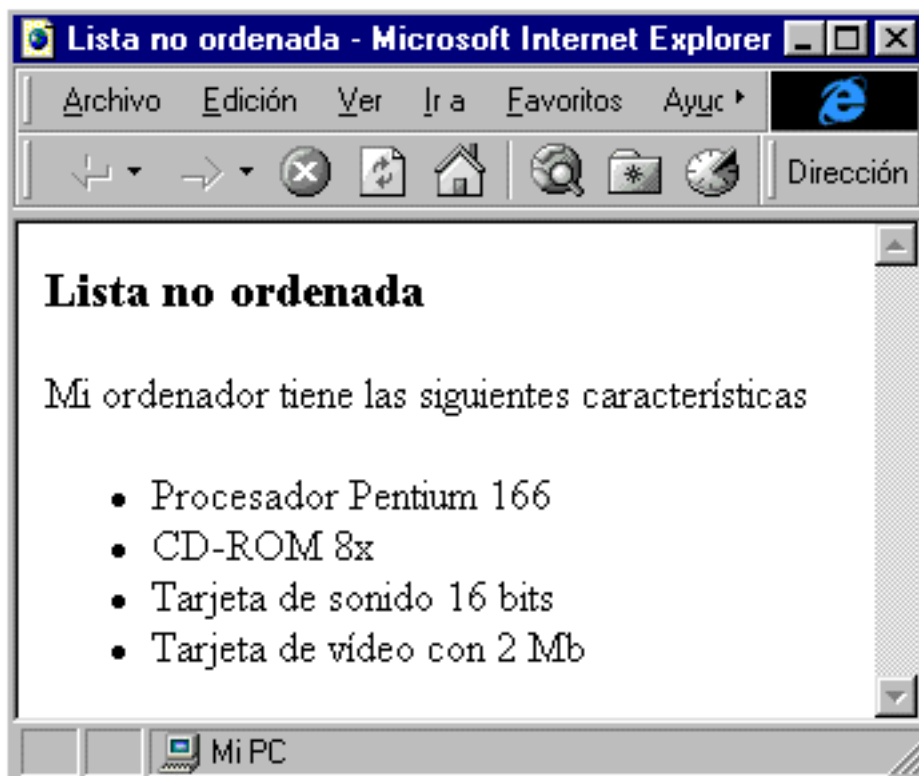 Lista no ordenada - Microsoft Internet Explorer
Archivo Edición Ver Ir a Favoritos
Dirección
Lista no ordenada
Mi ordenador tiene las siguientes características
• Procesador Pentium 166
• CD-ROM 8x
• Tarjeta de sonido 16 bits
• Tarjeta de vídeo con 2 Mb
Mi PC